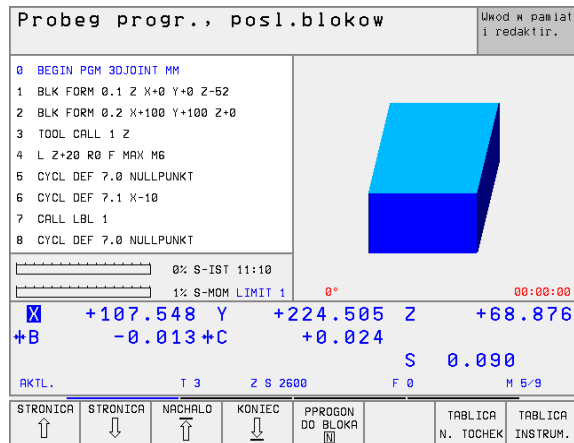 Probeg progr., posl.blokow
Wwod w pamiat
i redaktir.
0 BEGIN PGM 3DJOINT MM
1 BLK FORM 0.1 Z X+0 Y+0 Z-52
2 BLK FORM 0.2 X+100 Y+100 Z+0
3 TOOL CALL 1 Z
4 L Z+20 R0 F MAX M6
5 CYCL DEF 7.0 NULLPUNKT
6 CYCL DEF 7.1 X-10
7 CALL LBL 1
8 CYCL DEF 7.0 NULLPUNKT
0% S-IST 11:10
1% S-MOM LIMIT 1
0° 00:00:00
X +107.548 Y +224.505 Z +68.876
B -0.013 C +0.024
S 0.090
AKTL. T 3 Z S 2600 F 0 M 5/9
STRONICA STRONICA NACHALO KONIEC PPROGON
DO BLOKA
N
TABLICA
N. TOCHEK
TABLICA
INSTRUM.